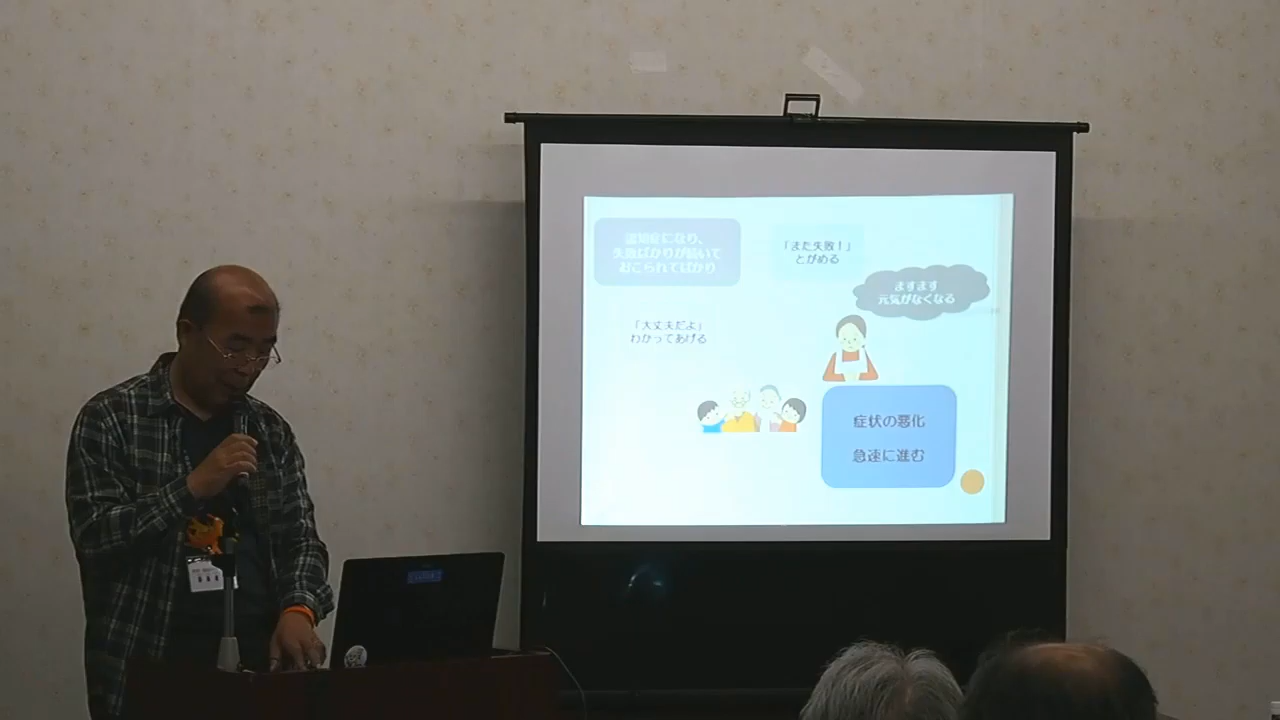 認知症になり、
失敗ばかりが続いて
おこられてばかり
「また失敗！」
とがめる
ますます
元気がなくなる
「大丈夫だよ」
わかってあげる
症状の悪化
急速に進む